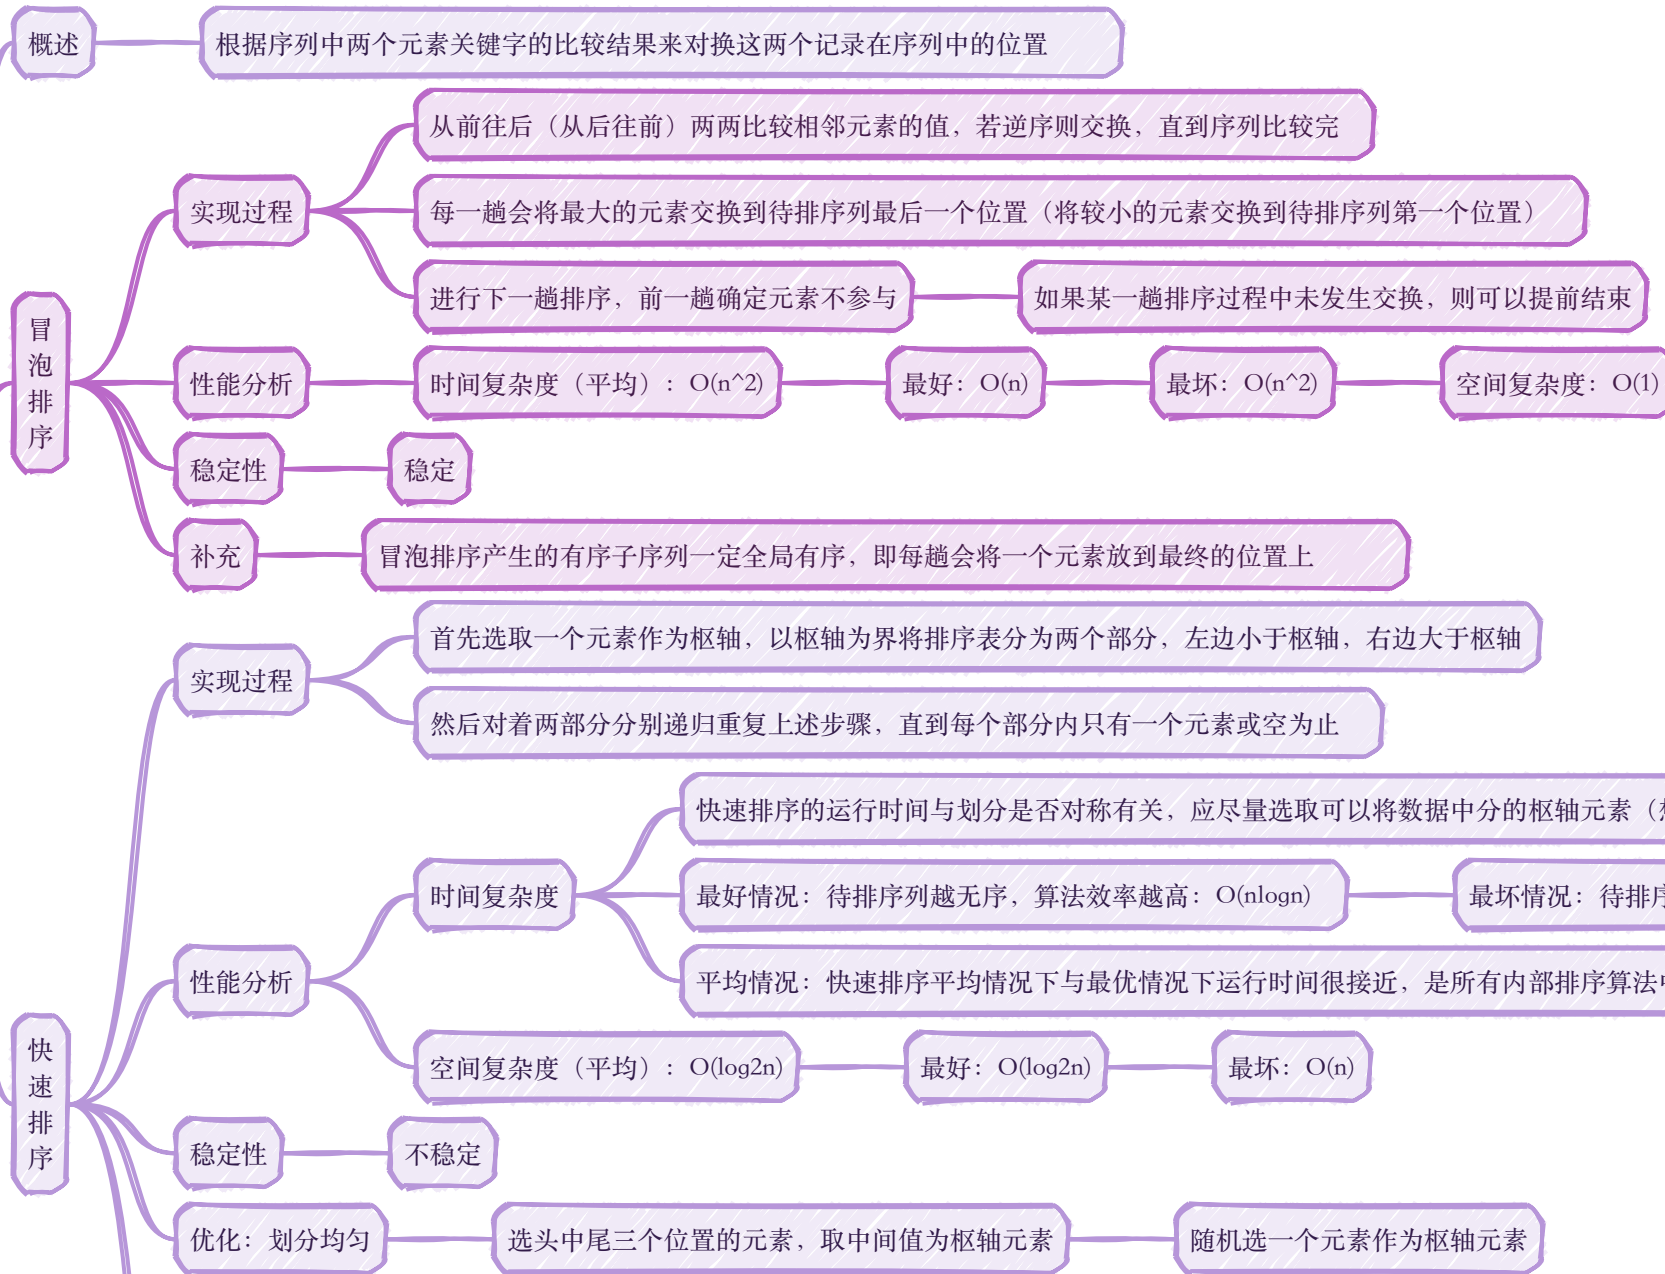 概述
根据序列中两个元素关键字的比较结果来对换这两个记录在序列中的位置
冒泡排序
实现过程
从前往后（从后往前）两两比较相邻元素的值，若逆序则交换，直到序列比较完
每一趟会将最大的元素交换到待排序列最后一个位置（将较小的元素交换到待排序列第一个位置）
进行下一趟排序，前一趟确定元素不参与
如果某一趟排序过程中未发生交换，则可以提前结束
性能分析
时间复杂度（平均）：O(n^2)
最好：O(n)
最坏：O(n^2)
空间复杂度：O(1)
稳定性
稳定
补充
冒泡排序产生的有序子序列一定全局有序，即每趟会将一个元素放到最终的位置上
快速排序
实现过程
首先选取一个元素作为枢轴，以枢轴为界将排序表分为两个部分，左边小于枢轴，右边大于枢轴
然后对着两部分分别递归重复上述步骤，直到每个部分内只有一个元素或空为止
性能分析
时间复杂度
快速排序的运行时间与划分是否对称有关，应尽量选取可以将数据中分的枢轴元素（
最好情况：待排序列越无序，算法效率越高：O(nlogn)
最坏情况：待排序
平均情况：快速排序平均情况下与最优情况下运行时间很接近，是所有内部排序算法中
空间复杂度（平均）：O(log2n)
最好：O(log2n)
最坏：O(n)
稳定性
不稳定
优化：划分均匀
选头中尾三个位置的元素，取中间值为枢轴元素
随机选一个元素作为枢轴元素